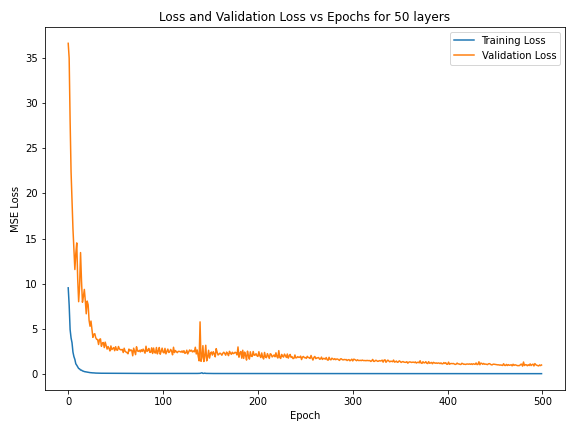 Loss and Validation Loss vs Epochs for 50 layers
Training Loss
Validation Loss
MSE Loss
35
30
25
20
15
10
5
0
0 100 200 300 400 500
Epoch